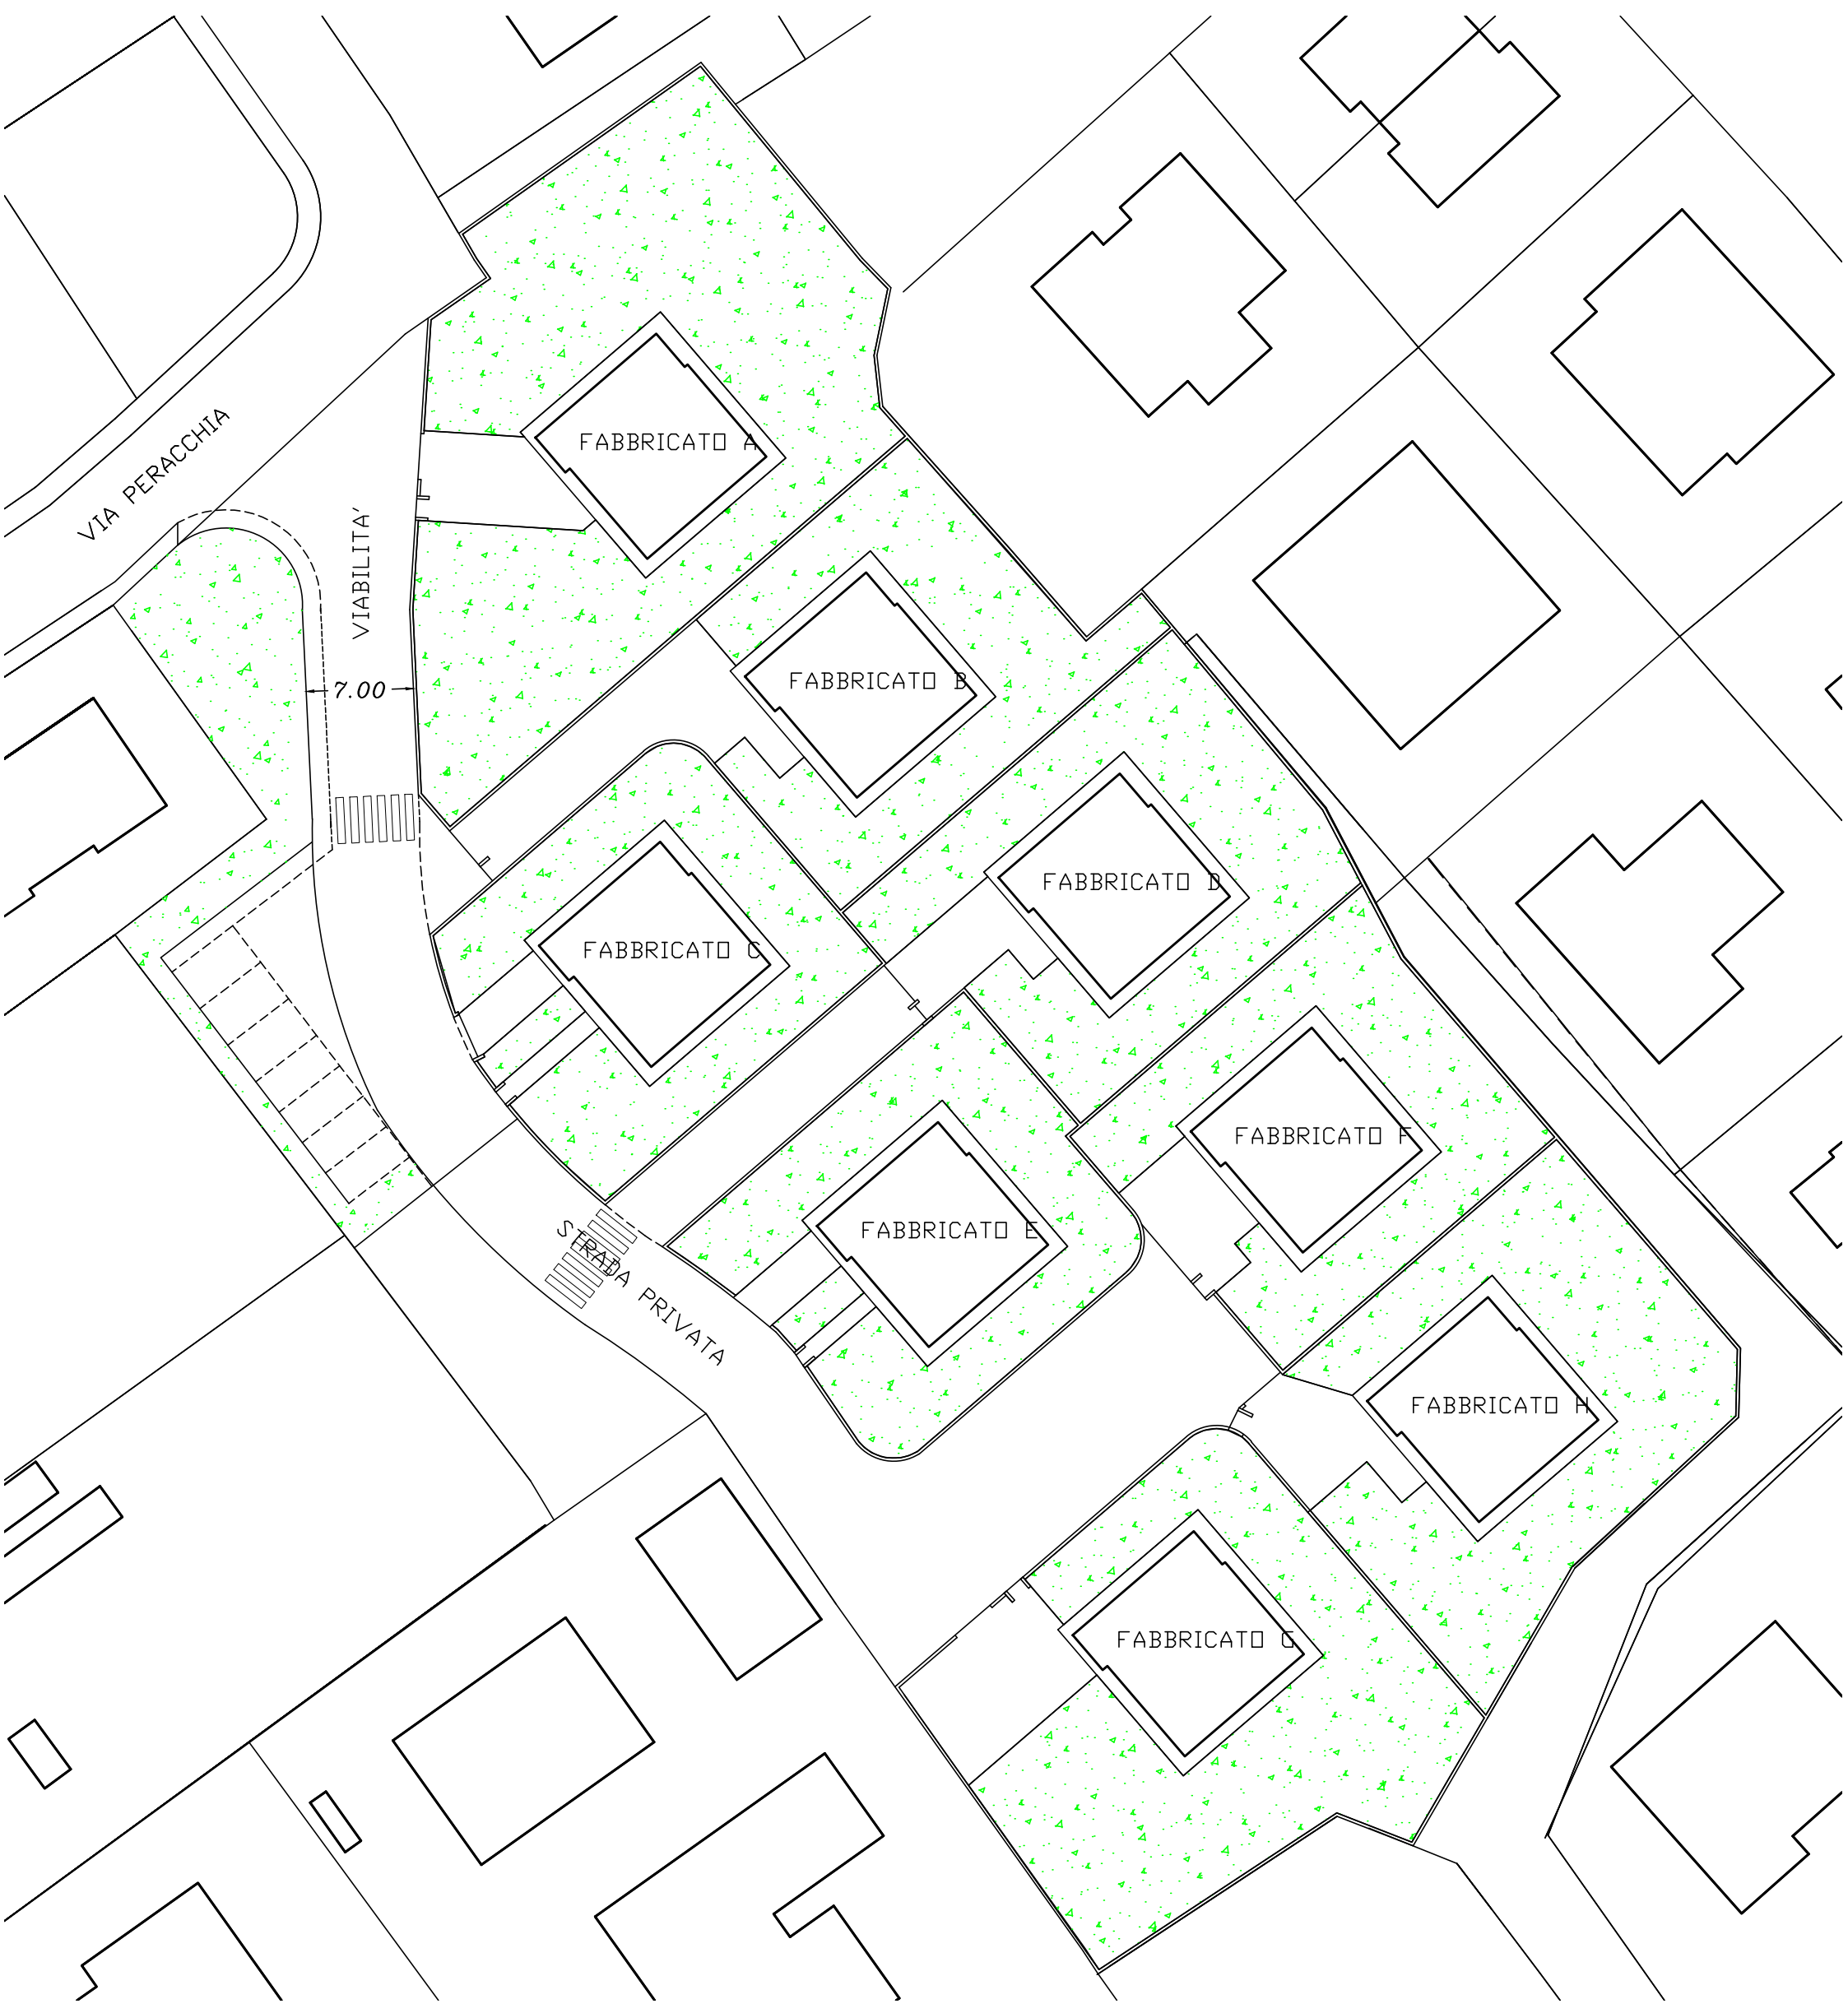 VIA PERACCHIA
VIABILITA'
7.00
FABBRICATO A
FABBRICATO B
FABBRICATO C
FABBRICATO D
FABBRICATO E
FABBRICATO F
STRADA PRIVATA
FABBRICATO H
FABBRICATO G